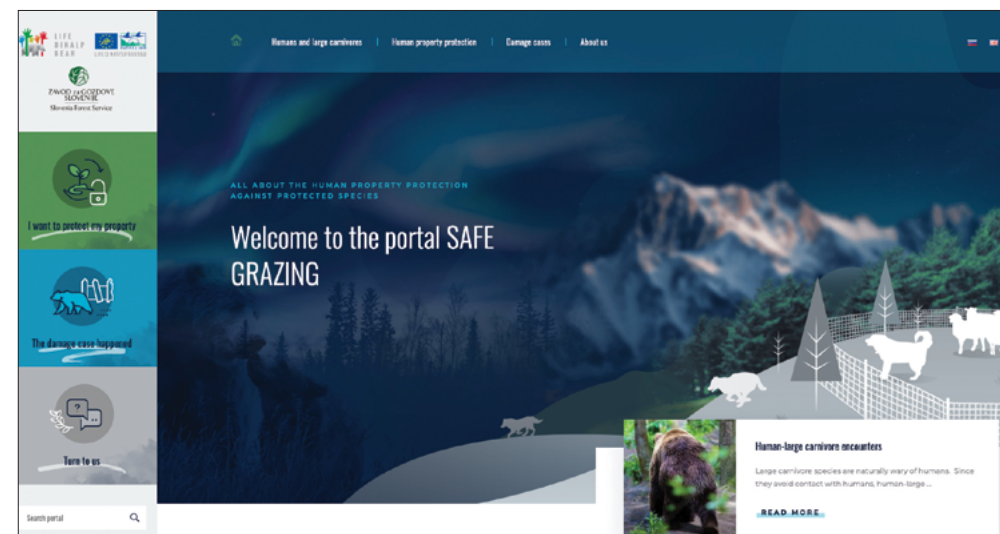 LIFE
DINALP
BEAR
ZAVOD za GOZDOVE
SLOVENIJE
Slovenia Forest Service
I want to protect my property
The damage case happened
Turn to us
Search portal
Humans and large carnivores | Human property protection | Damage cases | About us
ALL ABOUT THE HUMAN PROPERTY PROTECTION
AGAINST PROTECTED SPECIES
Welcome to the portal SAFE
GRAZING
Human-large carnivore encounters
Large carnivore species are naturally wary of humans. Since
they avoid contact with humans, human-large ...
READ MORE